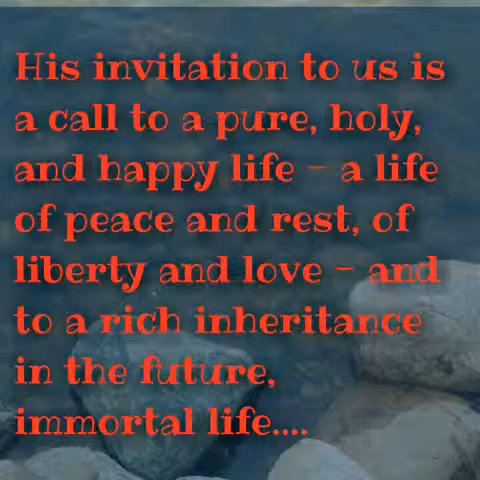 His invitation to us is
a call to a pure, holy,
and happy life – a life
of peace and rest, of
liberty and love – and
to a rich inheritance
in the future,
immortal life....